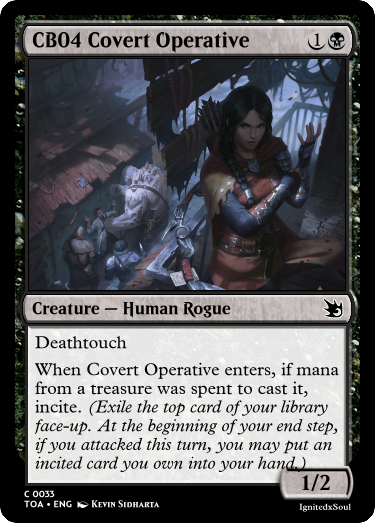 CB04 Covert Operative
1
Creature — Human Rogue
Deathtouch
When Covert Operative enters, if mana
from a treasure was spent to cast it,
incite. (Exile the top card of your library
face-up. At the beginning of your end step,
if you attacked this turn, you may put an
incited card you own into your hand.)
1/2
C 0033
TOA • ENG Kevin Sidharta
IgnitedxSoul